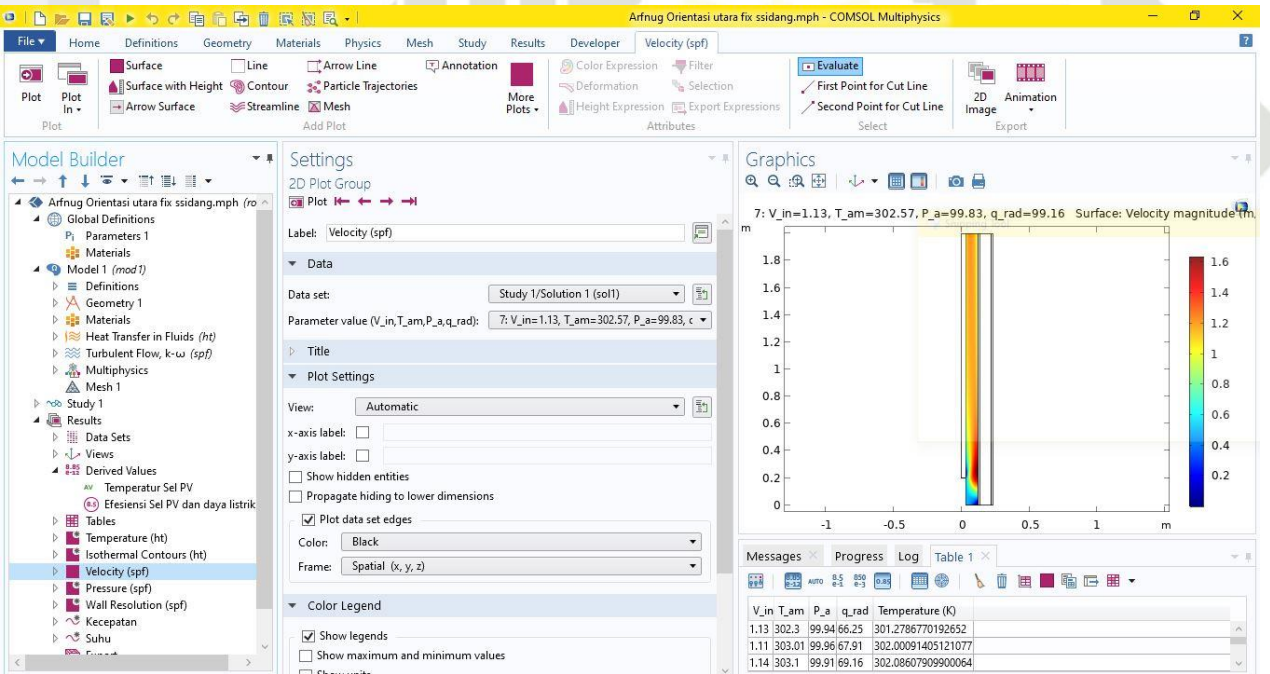 Arfnug Orientasi utara fix ssidang.mph - COMSOL Multiphysics
File Home Definitions Geometry Materials Physics Mesh Study Results Developer Velocity (spf) ?
Surface Line Arrow Line Annotation Color Expression Filter Evaluate
Surface with Height Contour Particle Trajectories Deformation Selection First Point for Cut Line
Arrow Surface Streamline Mesh Height Expression Export Expressions Second Point for Cut Line
Plot Plot In More Plots 2D Image Animation
Plot Add Plot Attributes Select Export
Model Builder
Arfnug Orientasi utara fix ssidang.mph (ro
Global Definitions
Pi Parameters 1
Materials
Model 1 (mod1)
Definitions
Geometry 1
Materials
Heat Transfer in Fluids (ht)
Turbulent Flow, k-ω (spf)
Multiphysics
Mesh 1
Study 1
Results
Data Sets
Views
8.85 e-12 Derived Values
AV Temperatur Sel PV
Efesiensi Sel PV dan daya listrik
Tables
Temperature (ht)
Isothermal Contours (ht)
Velocity (spf)
Pressure (spf)
Wall Resolution (spf)
Kecepatan
Suhu
Settings
2D Plot Group
Plot
Label: Velocity (spf)
Data
Data set: Study 1/Solution 1 (sol1)
Parameter value (V_in,T_am,P_a,q_rad): 7: V_in=1.13, T_am=302.57, P_a=99.83, c
Title
Plot Settings
View: Automatic
x-axis label:
y-axis label:
Show hidden entities
Propagate hiding to lower dimensions
Plot data set edges
Color: Black
Frame: Spatial (x, y, z)
Color Legend
Show legends
Show maximum and minimum values
Show units
Graphics
7: V_in=1.13, T_am=302.57, P_a=99.83, q_rad=99.16 Surface: Velocity magnitude (m,
m
1.8
1.6
1.4
1.2
1
0.8
0.6
0.4
0.2
0
-1 -0.5 0 0.5 1 m
1.6
1.4
1.2
1
0.8
0.6
0.4
0.2
Messages Progress Log Table 1
AUTO 8.5 850 0.85
V_in T_am P_a q_rad Temperature (K)
1.13 302.3 99.94 66.25 301.2786770192652
1.11 303.01 99.96 67.91 302.00091405121077
1.14 303.1 99.91 69.16 302.08607909900064